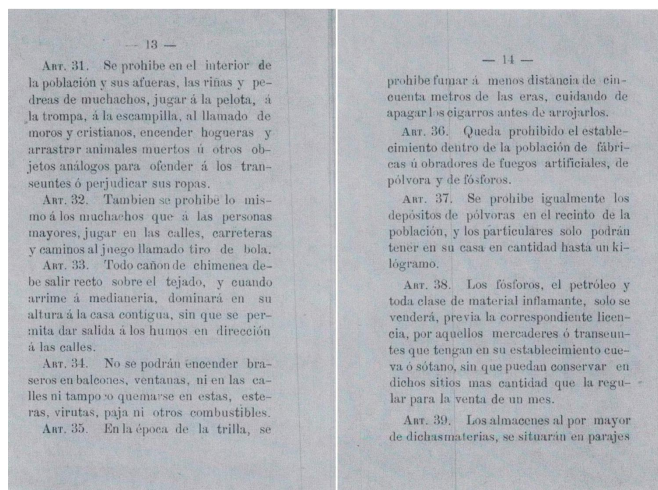 — 13 —
ART. 31. Se prohibe en el interior de
la población y sus afueras, las riñas y pe-
dreas de muchachos, jugar á la pelota, á
la trompa, á la escampilla, al llamado de
moros y cristianos, encender hogueras y
arrastrar animales muertos ú otros ob-
jetos análogos para ofender á los tran-
seuntes ó perjudicar sus ropas.
ART. 32. Tambien se prohibe lo mis-
mo á los muchachos que á las personas
mayores, jugar en las calles, carreteras
y caminos al juego llamado tiro de bola.
ART. 33. Todo cañon de chimenea de-
be salir recto sobre el tejado, y cuando
arrime á medianeria, dominará en su
altura á la casa contigua, sin que se per-
mita dar salida á los humos en dirección
á las calles.
ART. 34. No se podrán encender bra-
seros en balcones, ventanas, ni en las ca-
lles ni tampoco quemarse en estas, este-
ras, virutas, paja ni otros combustibles.
ART. 35. En la época de la trilla, se
— 14 —
prohibe fumar á menos distancia de cin-
cuenta metros de las eras, cuidando de
apagar los cigarros antes de arrojarlos.
ART. 36. Queda prohibido el estable-
cimiento dentro de la población de fábri-
cas ú obradores de fuegos artificiales, de
pólvora y de fósforos.
ART. 37. Se prohibe igualmente los
depósitos de pólvoras en el recinto de la
población, y los particulares solo podrán
tener en su casa en cantidad hasta un ki-
lógramo.
ART. 38. Los fósforos, el petróleo y
toda clase de material inflamante, solo se
venderá, previa la correspondiente licen-
cia, por aquellos mercaderes ó transeun-
tes que tengan en su establecimiento cue-
va ó sótano, sin que puedan conservar en
dichos sitios mas cantidad que la regu-
lar para la venta de un mes.
ART. 39. Los almacenes al por mayor
de dichas materias, se situarán en parajes